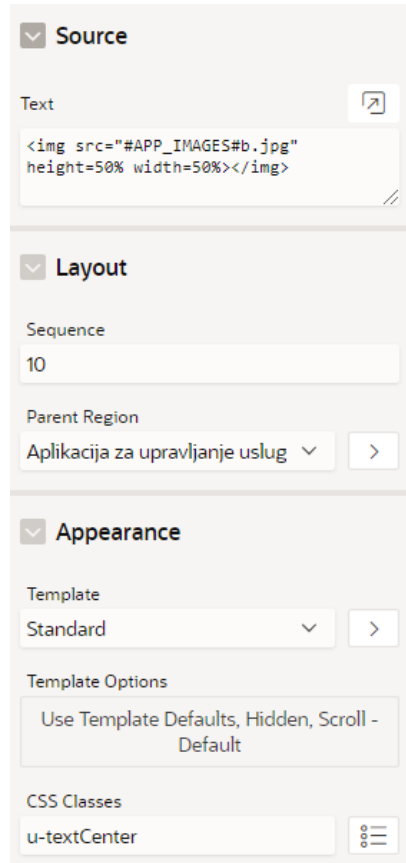 Source
Text
<img src="#APP_IMAGES#b.jpg"
height=50% width=50%></img>
Layout
Sequence
10
Parent Region
Aplikacija za upravljanje uslug
Appearance
Template
Standard
Template Options
Use Template Defaults, Hidden, Scroll -
Default
CSS Classes
u-textCenter